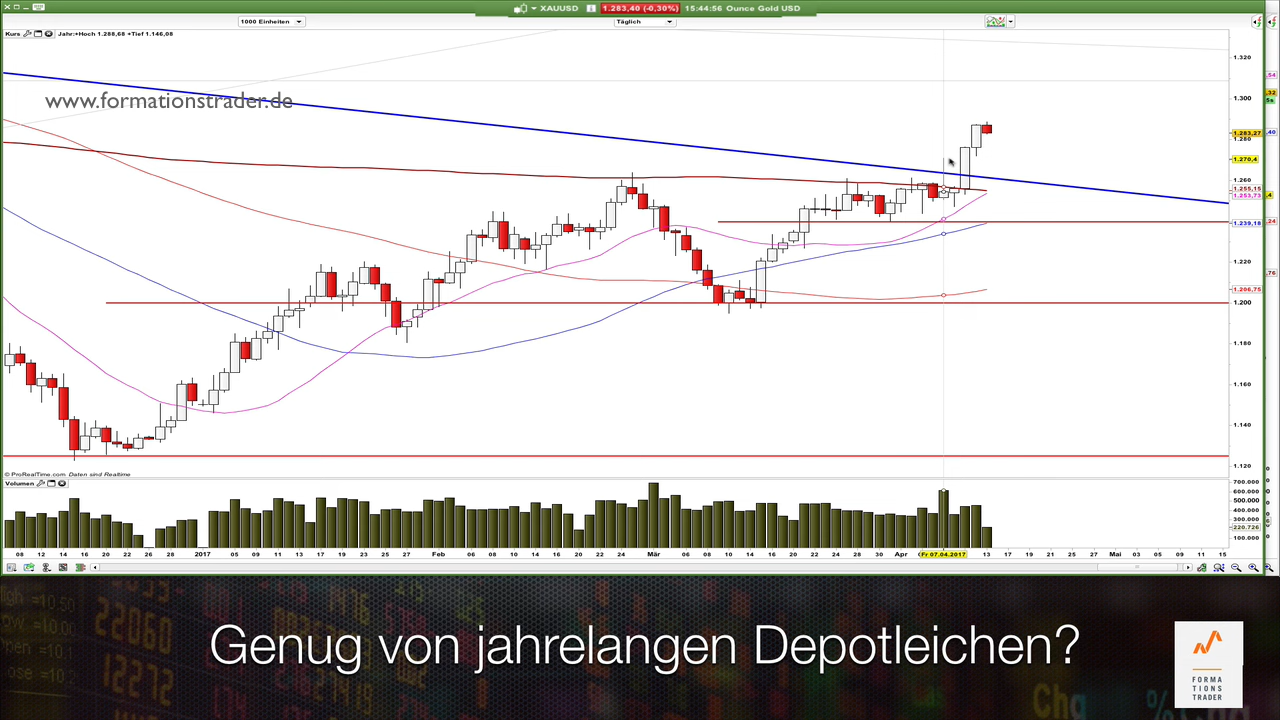 XAUUSD 1.283,40 (-0,30%) 15:44:56 Ounce Gold USD
1000 Einheiten
Täglich
Kurs Jahr:+Hoch 1.288,68 +Tief 1.146,08
www.formationstrader.de
1.320
1.300
1.283,27
1.280
1.270,4
1.260
1.255,15
1.253,73
1.239,18
1.220
1.206,75
1.200
1.180
1.160
1.140
1.120
© ProRealTime.com Daten sind Realtime
Volumen
700.000
600.000
500.000
400.000
300.000
220.726
100.000
08 12 14 16 20 22 26 28 2017 05 09 11 13 17 19 23 25 27 Feb 06 08 10 14 16 20 22 24 Mär 06 08 10 14 16 20 22 24 28 30 Apr Fr 07.04.2017 13 17 19 21 25 27 Mai 03 05 09 11 15
Genug von jahrelangen Depotleichen?
FORMA
TIONS
TRADER